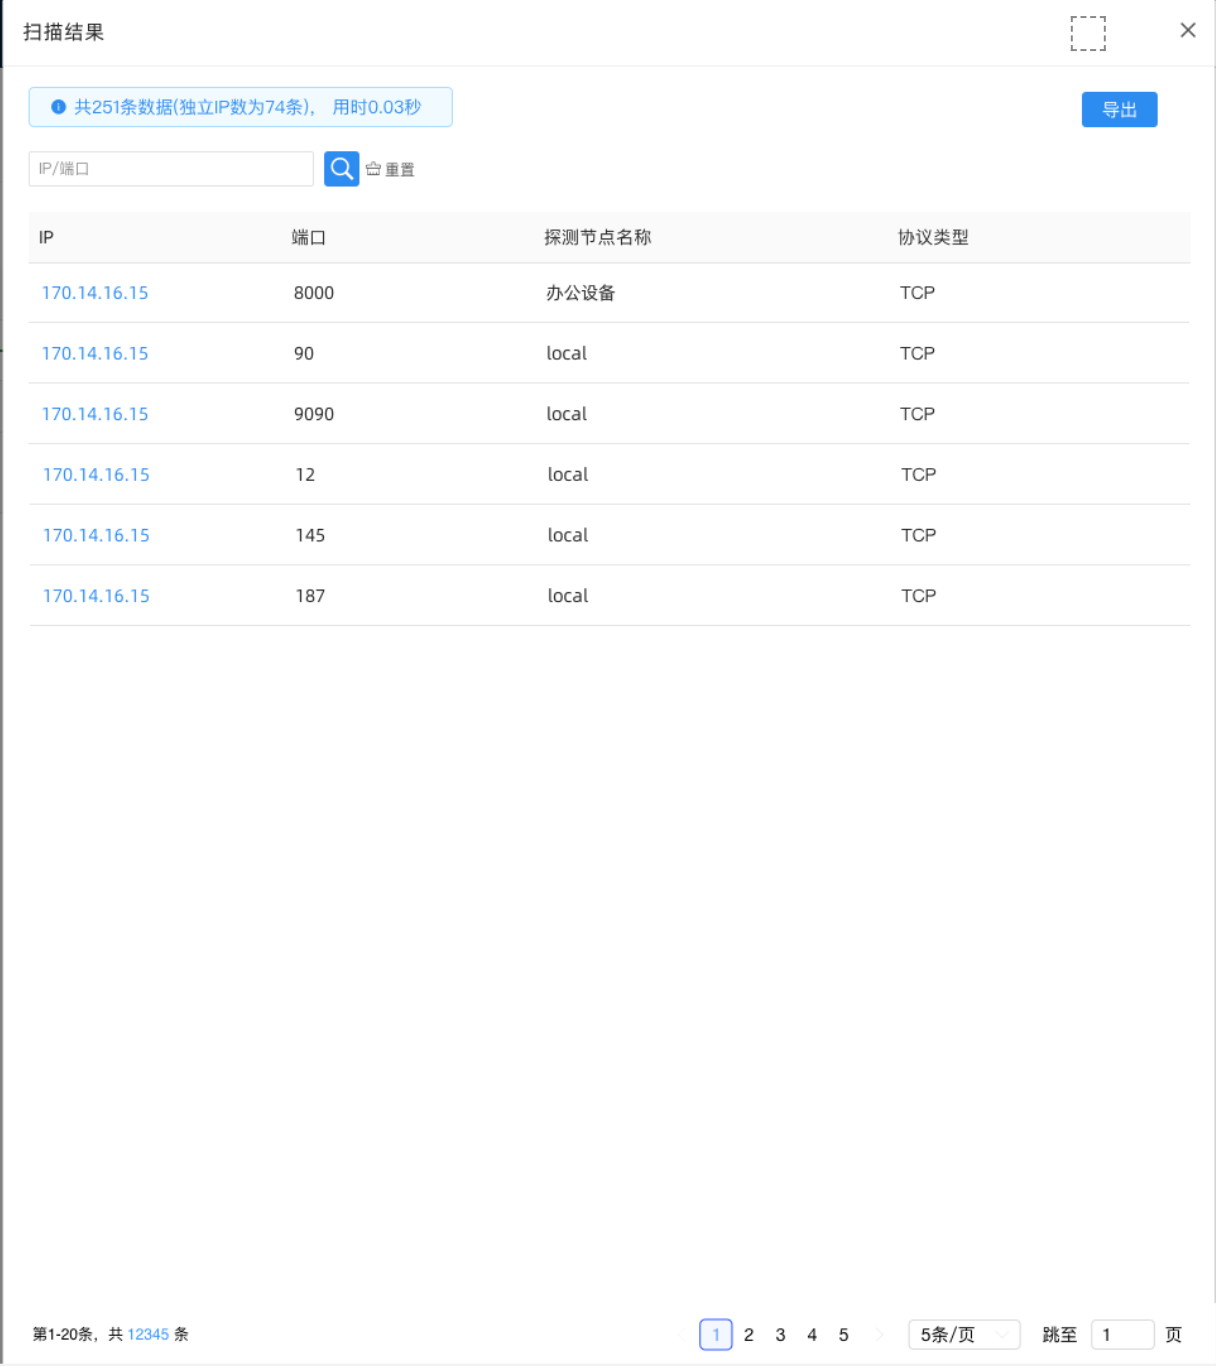 扫描结果
共251条数据(独立IP数为74条)， 用时0.03秒
导出
IP/端口
重置
IP 端口 探测节点名称 协议类型
170.14.16.15 8000 办公设备 TCP
170.14.16.15 90 local TCP
170.14.16.15 9090 local TCP
170.14.16.15 12 local TCP
170.14.16.15 145 local TCP
170.14.16.15 187 local TCP
第1-20条，共 12345 条 1 2 3 4 5 5条/页 跳至 1 页